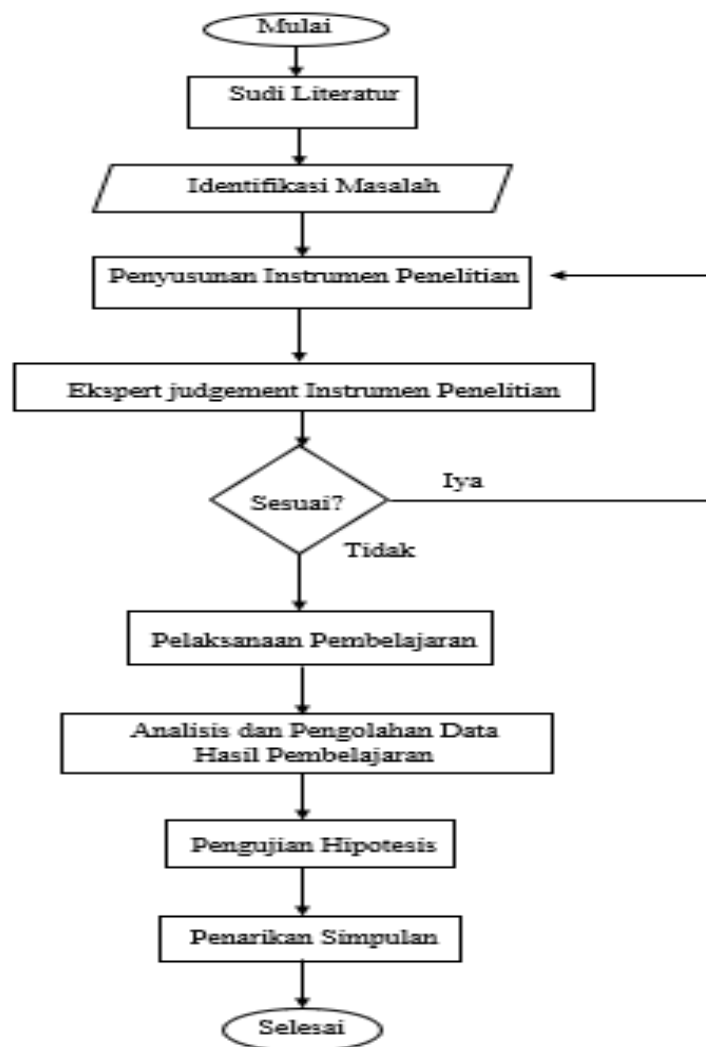 Mulai
Sudi Literatur
Identifikasi Masalah
Penyusunan Instrumen Penelitian
Ekspert judgement Instrumen Penelitian
Sesuai?
Iya
Tidak
Pelaksanaan Pembelajaran
Analisis dan Pengolahan Data
Hasil Pembelajaran
Pengujian Hipotesis
Penarikan Simpulan
Selesai